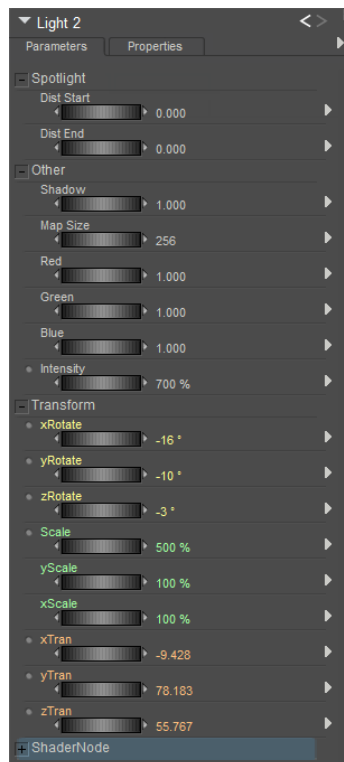 Light 2 < >
Parameters Properties
Spotlight
Dist Start
0.000
Dist End
0.000
Other
Shadow
1.000
Map Size
256
Red
1.000
Green
1.000
Blue
1.000
Intensity
700 %
Transform
xRotate
-16 °
yRotate
-10 °
zRotate
-3 °
Scale
500 %
yScale
100 %
xScale
100 %
xTran
-9.428
yTran
78.183
zTran
55.767
ShaderNode